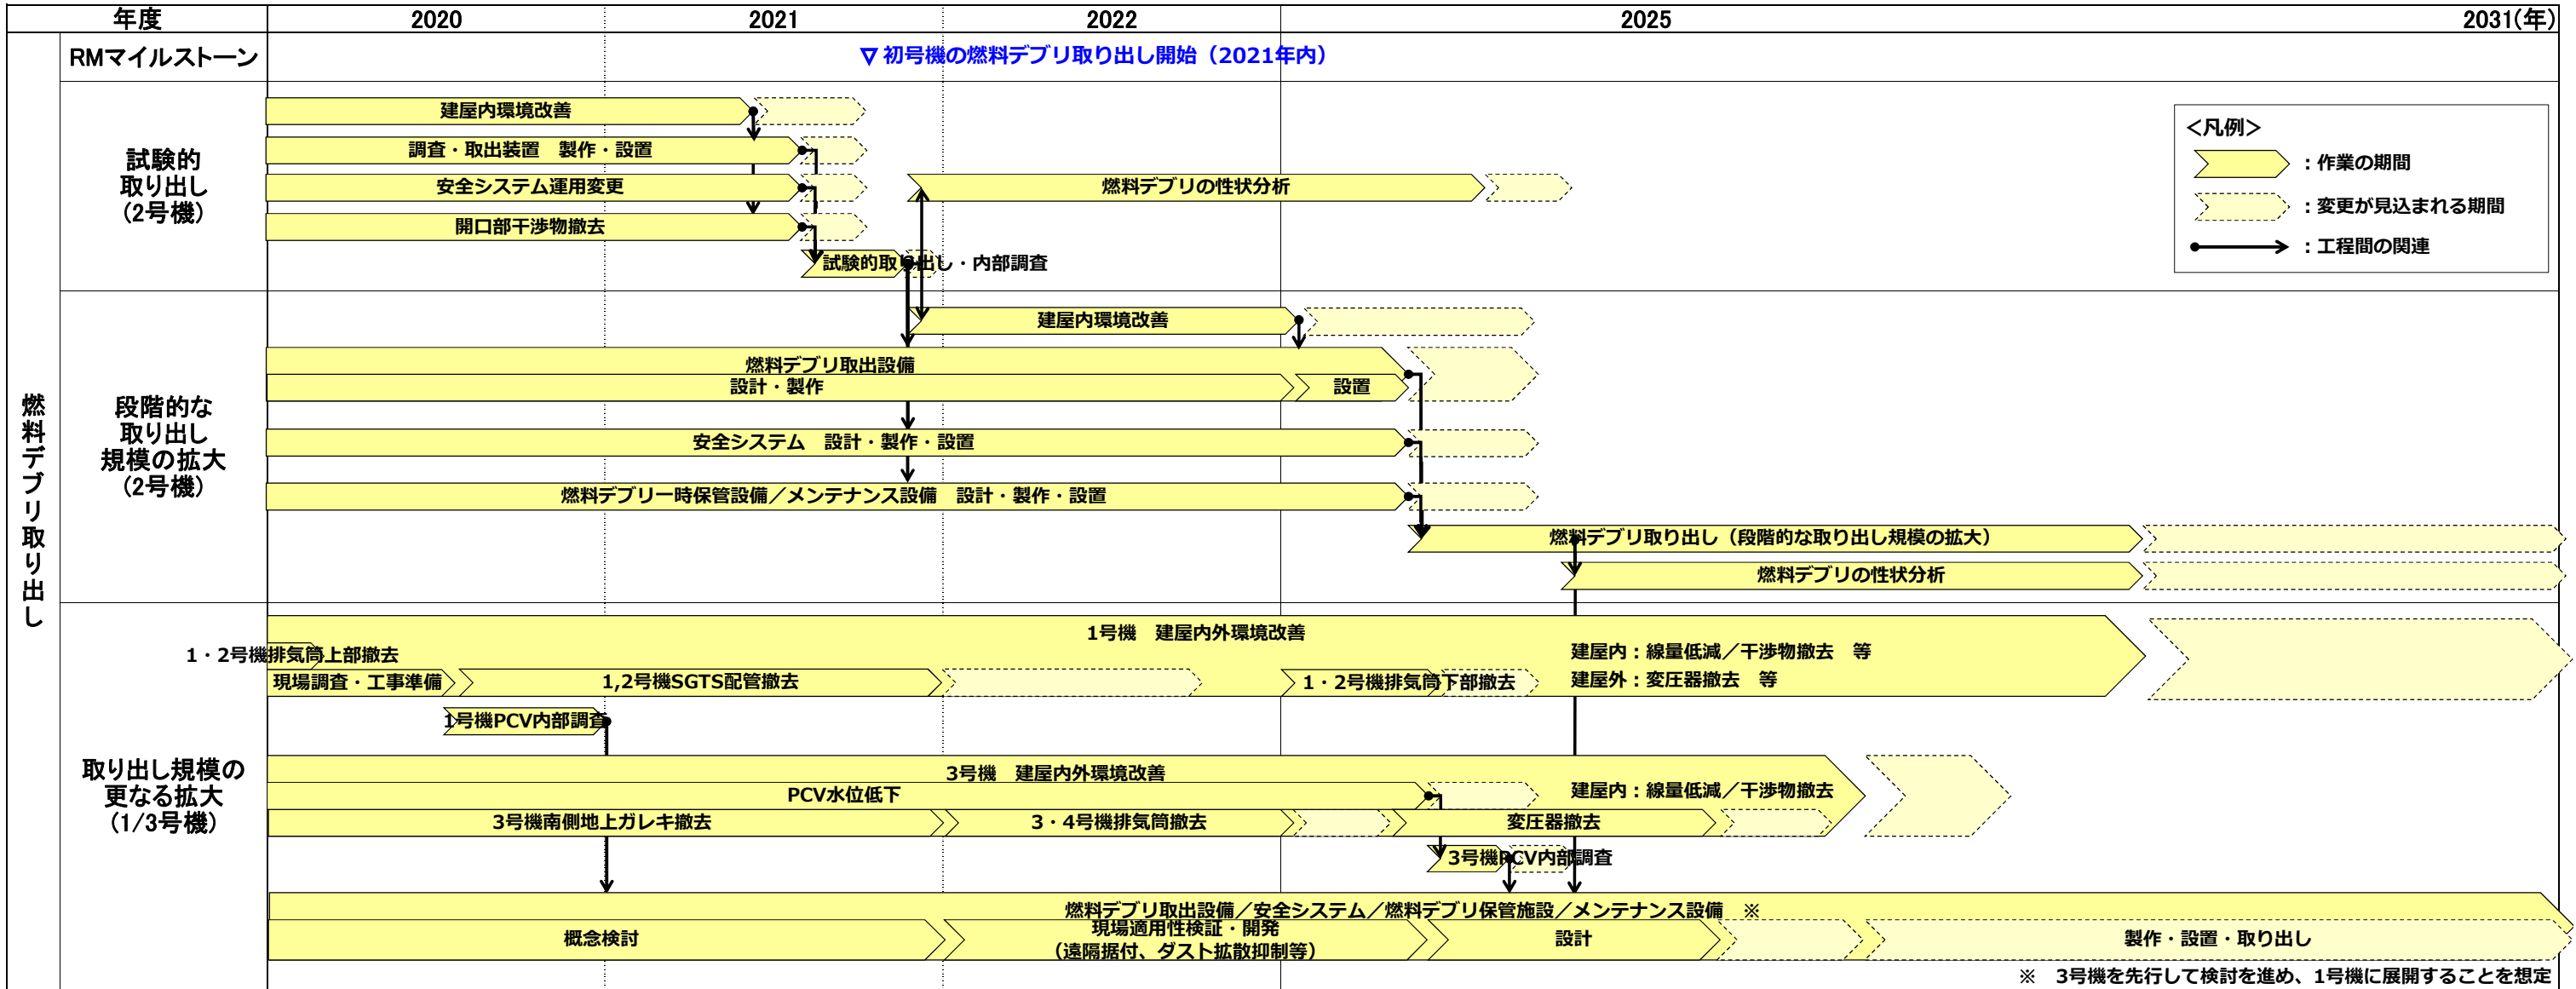 年度
2020
2021
2022
2025
2031(年)
RMマイルストーン
▽ 初号機の燃料デブリ取り出し開始（2021年内）
燃料デブリ取り出し
試験的
取り出し
(2号機)
建屋内環境改善
調査・取出装置　製作・設置
安全システム運用変更
燃料デブリの性状分析
開口部干渉物撤去
試験的取り出し・内部調査
＜凡例＞
：作業の期間
：変更が見込まれる期間
：工程間の関連
段階的な
取り出し
規模の拡大
(2号機)
建屋内環境改善
燃料デブリ取出設備
設計・製作
設置
安全システム　設計・製作・設置
燃料デブリ一時保管設備／メンテナンス設備　設計・製作・設置
燃料デブリ取り出し（段階的な取り出し規模の拡大）
燃料デブリの性状分析
取り出し規模の
更なる拡大
(1/3号機)
1号機　建屋内外環境改善
1・2号機排気筒上部撤去
建屋内：線量低減／干渉物撤去　等
現場調査・工事準備
1,2号機SGTS配管撤去
1・2号機排気筒下部撤去
建屋外：変圧器撤去　等
1号機PCV内部調査
3号機　建屋内外環境改善
PCV水位低下
建屋内：線量低減／干渉物撤去
3号機南側地上ガレキ撤去
3・4号機排気筒撤去
変圧器撤去
3号機PCV内部調査
燃料デブリ取出設備／安全システム／燃料デブリ保管施設／メンテナンス設備　※
概念検討
現場適用性検証・開発
（遠隔据付、ダスト拡散抑制等）
設計
製作・設置・取り出し
※　3号機を先行して検討を進め、1号機に展開することを想定